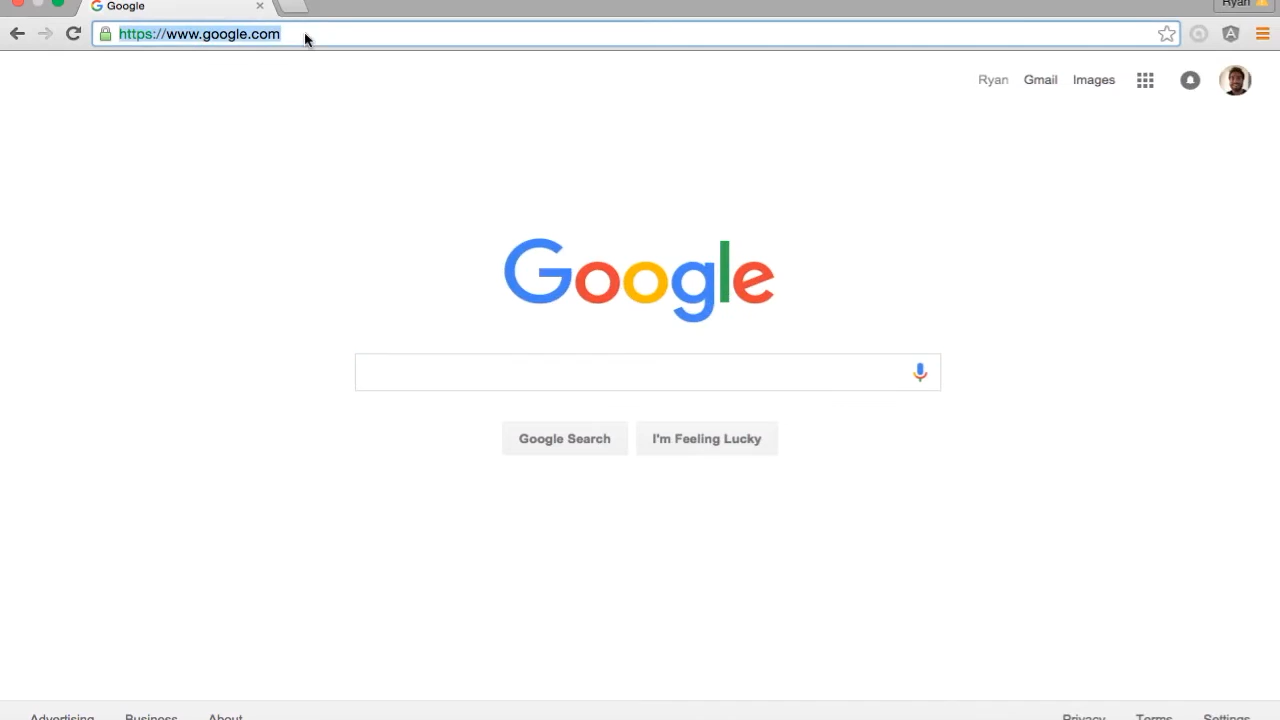 Google
Ryan
https://www.google.com
Ryan Gmail Images
Google
Google Search I'm Feeling Lucky
Advertising Business About Privacy Terms Settings